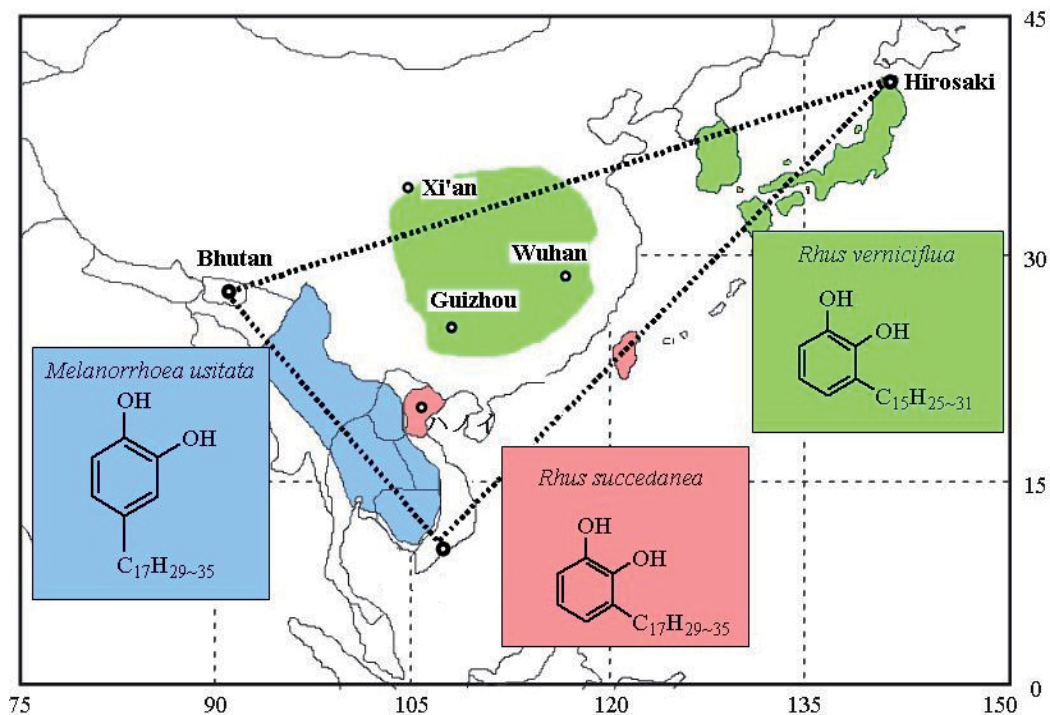 45
Hirosaki
Xi'an
Bhutan
Wuhan
Guizhou
30
Rhus verniciflua
OH
OH
C15H25~31
Melanorrhoea usitata
OH
OH
C17H29~35
15
Rhus succedanea
OH
OH
C17H29~35
0
75 90 105 120 135 150